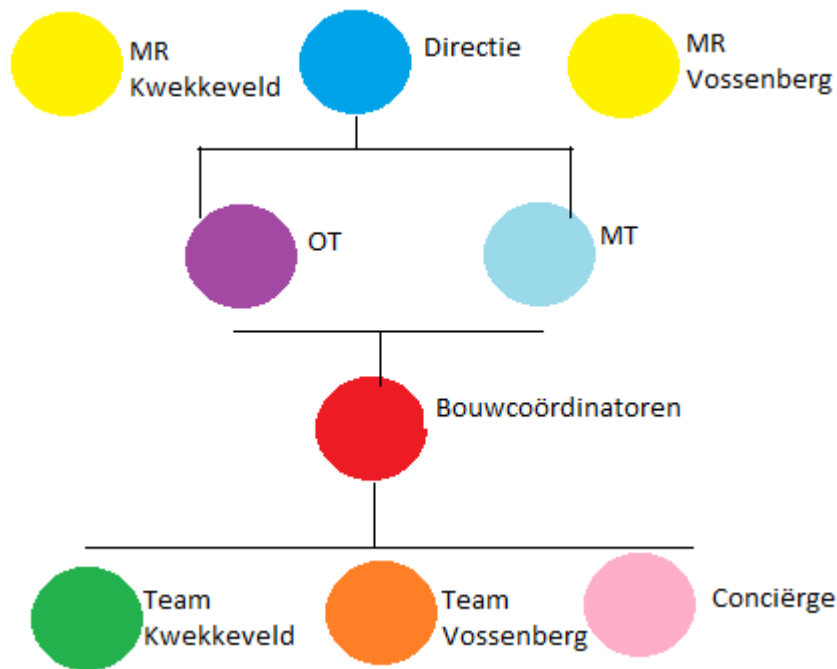 MR
Kwekkeveld
Directie
MR
Vossenberg
OT
MT
Bouwcoördinatoren
Team
Kwekkeveld
Team
Vossenberg
Conciërge